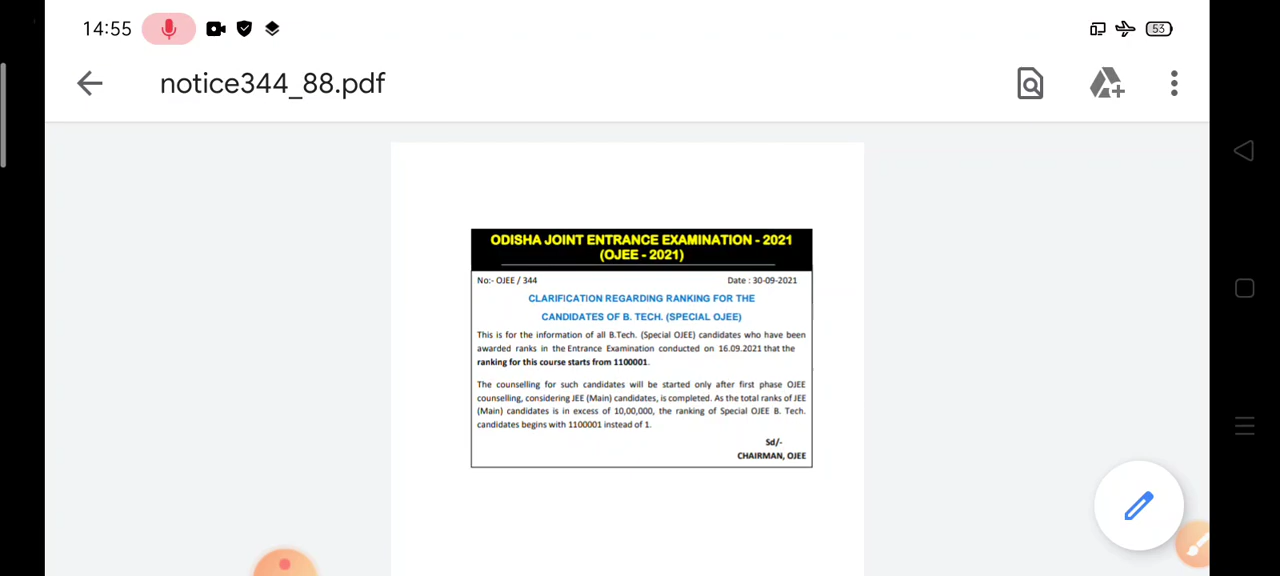 14:55
53
notice344_88.pdf
ODISHA JOINT ENTRANCE EXAMINATION - 2021
(OJEE - 2021)
No:- OJEE / 344 Date : 30-09-2021
CLARIFICATION REGARDING RANKING FOR THE
CANDIDATES OF B. TECH. (SPECIAL OJEE)
This is for the information of all B.Tech. (Special OJEE) candidates who have been
awarded ranks in the Entrance Examination conducted on 16.09.2021 that the
ranking for this course starts from 1100001.
The counselling for such candidates will be started only after first phase OJEE
counselling, considering JEE (Main) candidates, is completed. As the total ranks of JEE
(Main) candidates is in excess of 10,00,000, the ranking of Special OJEE B. Tech.
candidates begins with 1100001 instead of 1.
Sd/-
CHAIRMAN, OJEE